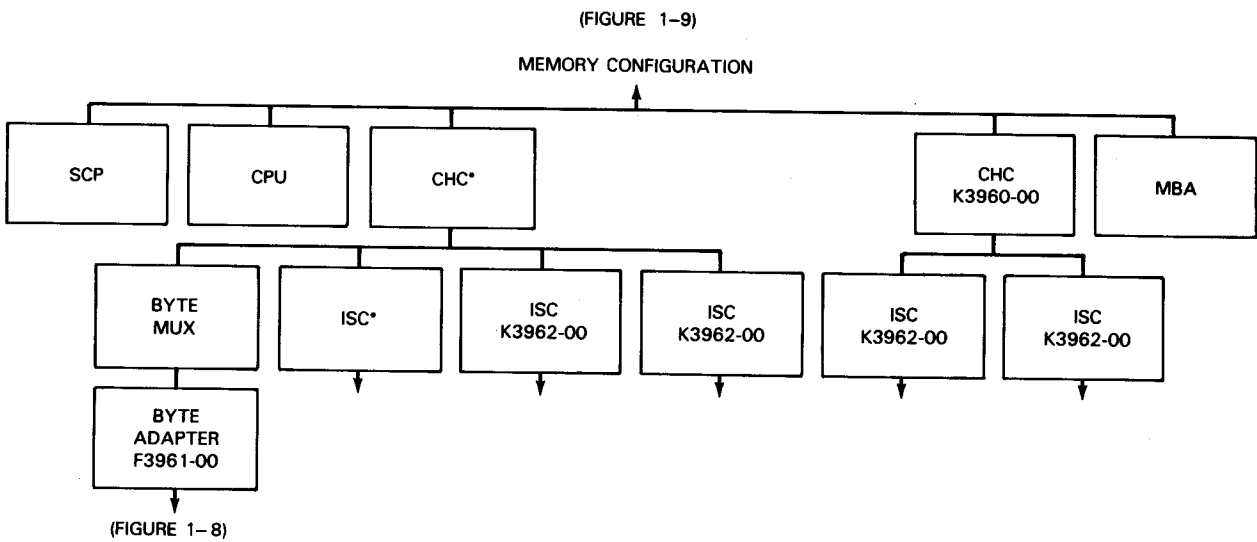 (FIGURE 1-9)
MEMORY CONFIGURATION
SCP
CPU
CHC*
CHC
K3960-00
MBA
BYTE
MUX
ISC*
ISC
K3962-00
ISC
K3962-00
ISC
K3962-00
ISC
K3962-00
BYTE
ADAPTER
F3961-00
(FIGURE 1-8)